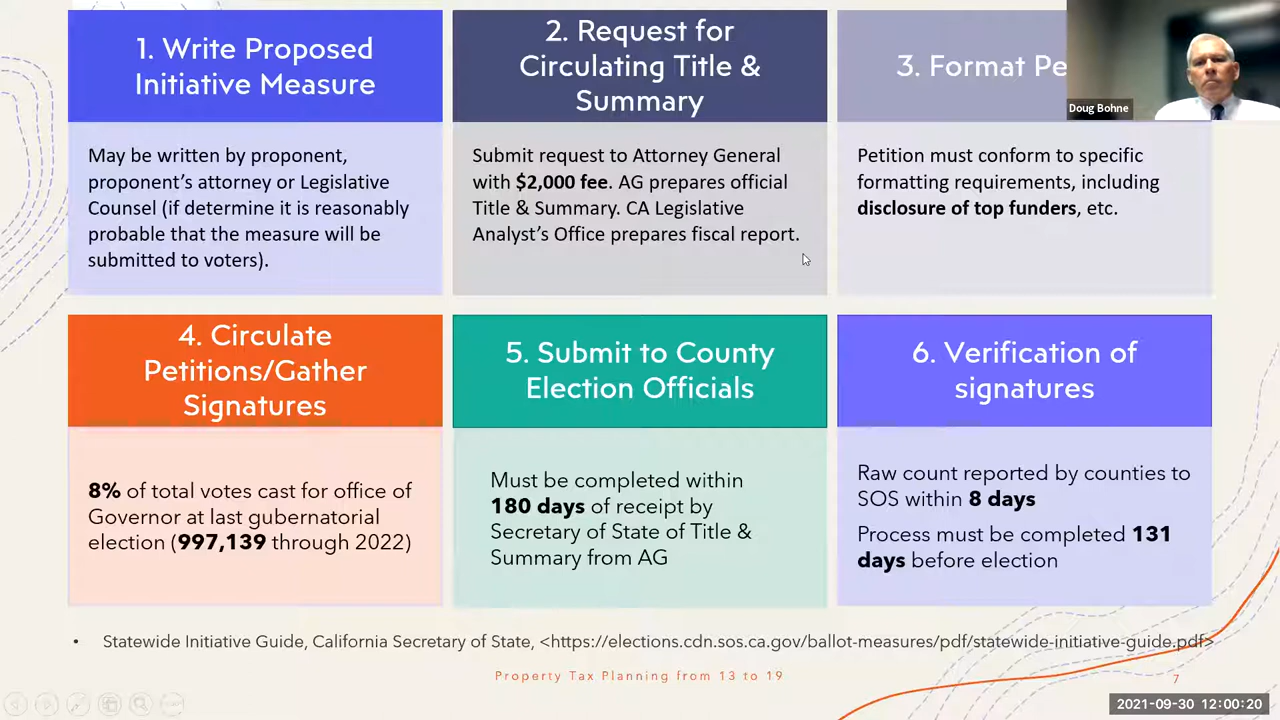 1. Write Proposed
Initiative Measure
May be written by proponent,
proponent's attorney or Legislative
Counsel (if determine it is reasonably
probable that the measure will be
submitted to voters).
2. Request for
Circulating Title &
Summary
Submit request to Attorney General
with $2,000 fee. AG prepares official
Title & Summary. CA Legislative
Analyst's Office prepares fiscal report.
3. Format Pe
Doug Bohne
Petition must conform to specific
formatting requirements, including
disclosure of top funders, etc.
4. Circulate
Petitions/Gather
Signatures
8% of total votes cast for office of
Governor at last gubernatorial
election (997,139 through 2022)
5. Submit to County
Election Officials
Must be completed within
180 days of receipt by
Secretary of State of Title &
Summary from AG
6. Verification of
signatures
Raw count reported by counties to
SOS within 8 days
Process must be completed 131
days before election
• Statewide Initiative Guide, California Secretary of State, <https://elections.cdn.sos.ca.gov/ballot-measures/pdf/statewide-initiative-guide.pdf>
Property Tax Planning from 13 to 19
7
2021-09-30 12:00:20